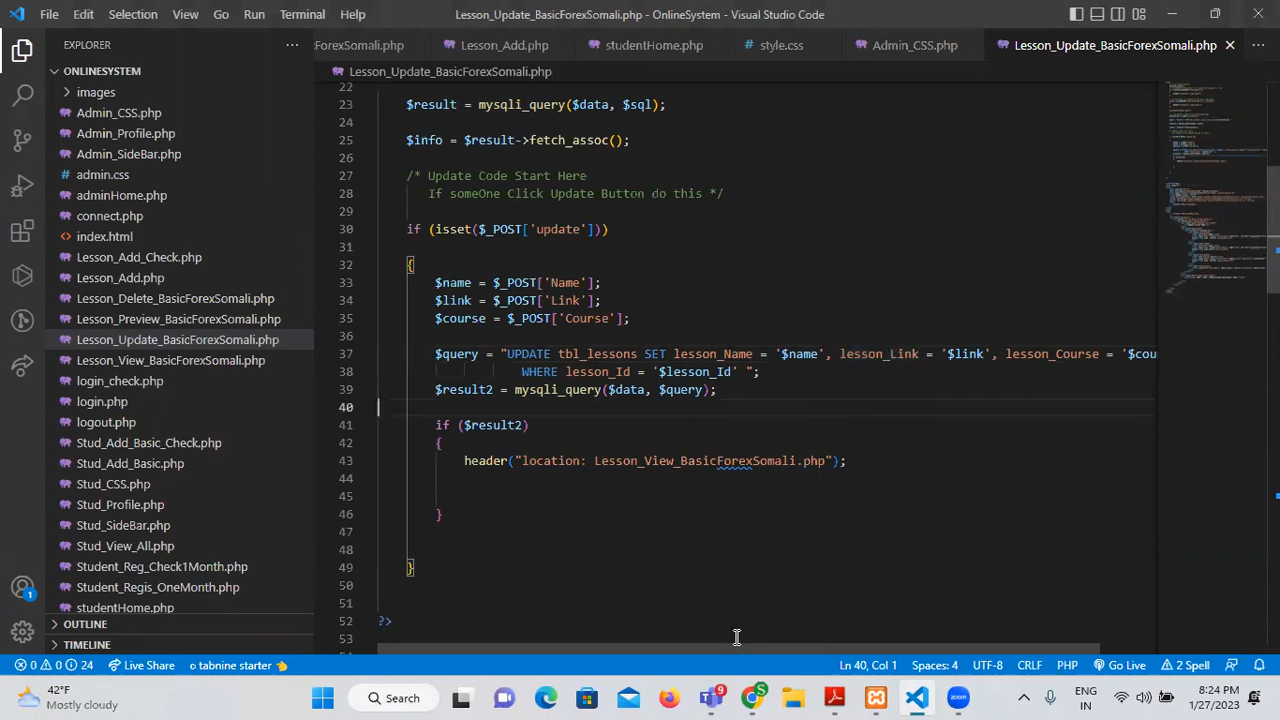 File Edit Selection View Go Run Terminal Help
Lesson_Update_BasicForexSomali.php - OnlineSystem - Visual Studio Code
EXPLORER
ForexSomali.php Lesson_Add.php studentHome.php style.css Admin_CSS.php Lesson_Update_BasicForexSomali.php
ONLINESYSTEM
Lesson_Update_BasicForexSomali.php
images
Admin_CSS.php
Admin_Profile.php
Admin_SideBar.php
admin.css
adminHome.php
connect.php
index.html
Lesson_Add_Check.php
Lesson_Add.php
Lesson_Delete_BasicForexSomali.php
Lesson_Preview_BasicForexSomali.php
Lesson_Update_BasicForexSomali.php
Lesson_View_BasicForexSomali.php
login_check.php
login.php
logout.php
Stud_Add_Basic_Check.php
Stud_Add_Basic.php
Stud_CSS.php
Stud_Profile.php
Stud_SideBar.php
Stud_View_All.php
Student_Reg_Check1Month.php
Student_Regis_OneMonth.php
studentHome.php
OUTLINE
TIMELINE
22
23 $result = mysqli_query($data, $sql);
24
25 $info = $result->fetch_assoc();
26
27 /* Update Code Start Here
28 If someOne Click Update Button do this */
29
30 if (isset($_POST['update']))
31
32 {
33 $name = $_POST['Name'];
34 $link = $_POST['Link'];
35 $course = $_POST['Course'];
36
37 $query = "UPDATE tbl_lessons SET lesson_Name = '$name', lesson_Link = '$link', lesson_Course = '$cou
38 WHERE lesson_Id = '$lesson_Id' ";
39 $result2 = mysqli_query($data, $query);
40
41 if ($result2)
42 {
43 header("location: Lesson_View_BasicForexSomali.php");
44
45
46 }
47
48
49 }
50
51
52 ?>
53
0 0 24 Live Share tabnine starter Ln 40, Col 1 Spaces: 4 UTF-8 CRLF PHP Go Live 2 Spell
42°F
Mostly cloudy
Search
9
zoom
ENG
IN
8:24 PM
1/27/2023